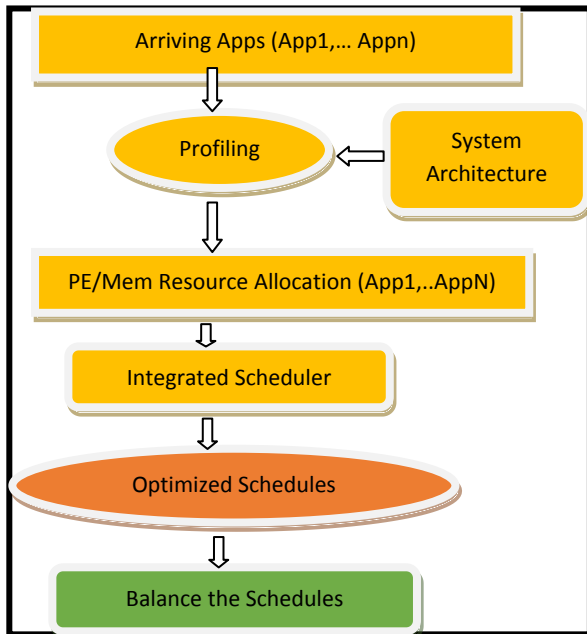 Arriving Apps (App1,... Appn)
Profiling
System
Architecture
PE/Mem Resource Allocation (App1,..AppN)
Integrated Scheduler
Optimized Schedules
Balance the Schedules